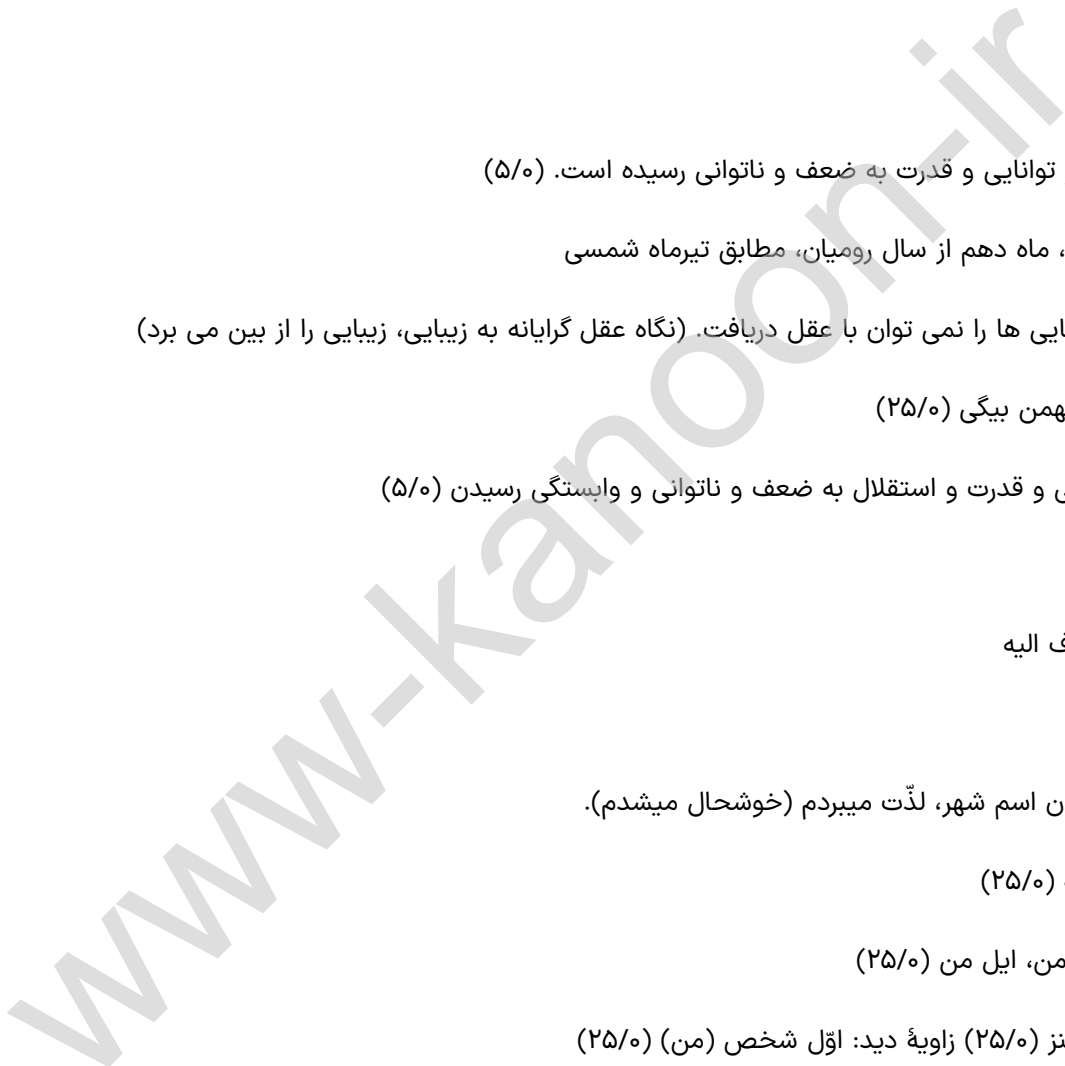 توانایی و قدرت به ضعف و ناتوانی رسیده است. (۵/۰)
، ماه دهم از سال رومیان، مطابق تیرماه شمسی
ایی ها را نمی توان با عقل دریافت. (نگاه عقل گرایانه به زیبایی، زیبایی را از بین می برد)
همن بیگی (۲۵/۰)
ی و قدرت و استقلال به ضعف و ناتوانی و وابستگی رسیدن (۵/۰)
ف الیه
ن اسم شهر، لذّت میبردم (خوشحال میشدم).
(۲۵/۰)
من، ایل من (۲۵/۰)
نز (۲۵/۰) زاویۀ دید: اوّل شخص (من) (۲۵/۰)
www-kanoon-ir